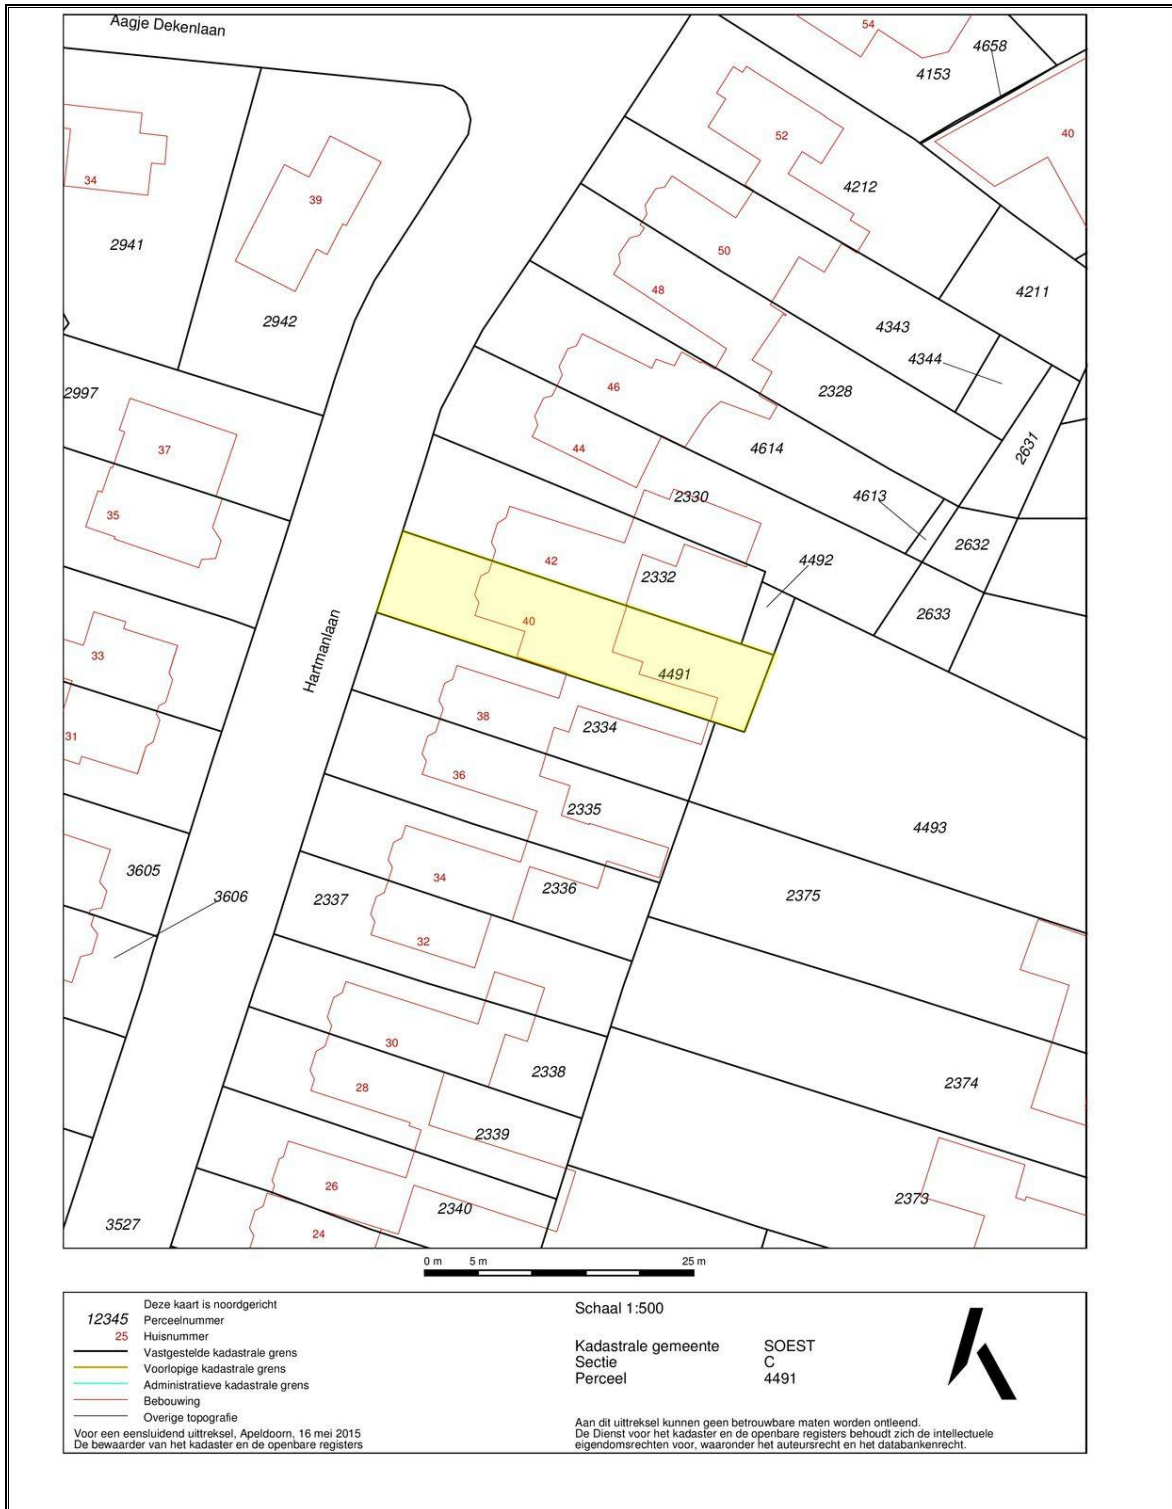 Aagje Dekenlaan
54
4658
4153
40
52
4212
34
39
2941
50
4211
48
2942
4343
4344
2328
46
2997
37
2631
44
4614
35
2330
4613
2632
42
2332
4492
2633
40
Hartmanlaan
33
4491
38
2334
31
36
2335
4493
3605
34
2336
2375
3606
2337
32
30
2338
2374
28
2339
26
2373
2340
3527
24
0 m 5 m 25 m
Deze kaart is noordgericht
12345 Perceelnummer
25 Huisnummer
Vastgestelde kadastrale grens
Voorlopige kadastrale grens
Administratieve kadastrale grens
Bebouwing
Overige topografie
Voor een eensluidend uittreksel, Apeldoorn, 16 mei 2015
De bewaarder van het kadaster en de openbare registers
Schaal 1:500
Kadastrale gemeente SOEST
Sectie C
Perceel 4491
Aan dit uittreksel kunnen geen betrouwbare maten worden ontleend.
De Dienst voor het kadaster en de openbare registers behoudt zich de intellectuele
eigendomsrechten voor, waaronder het auteursrecht en het databankenrecht.